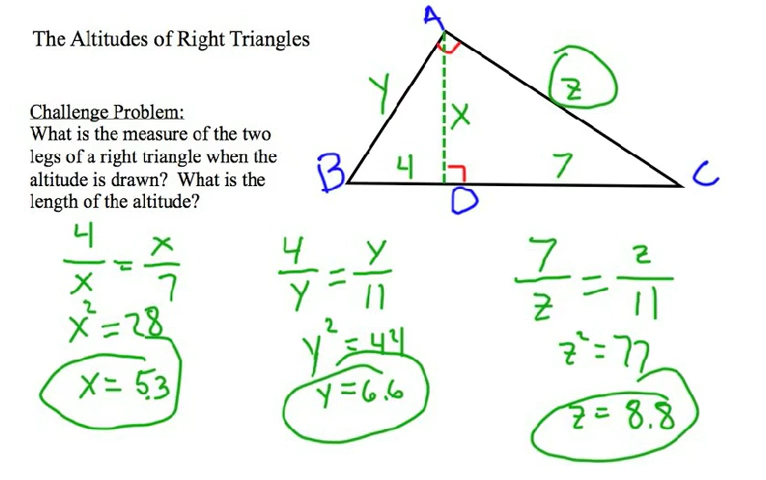 The Altitudes of Right Triangles
Challenge Problem:
What is the measure of the two
legs of a right triangle when the
altitude is drawn? What is the
length of the altitude?
A
y
z
x
B
4
7
C
D
4/x = x/7
x² = 28
x = 5.3
4/y = y/11
y² = 44
y = 6.6
7/z = z/11
z² = 77
z = 8.8